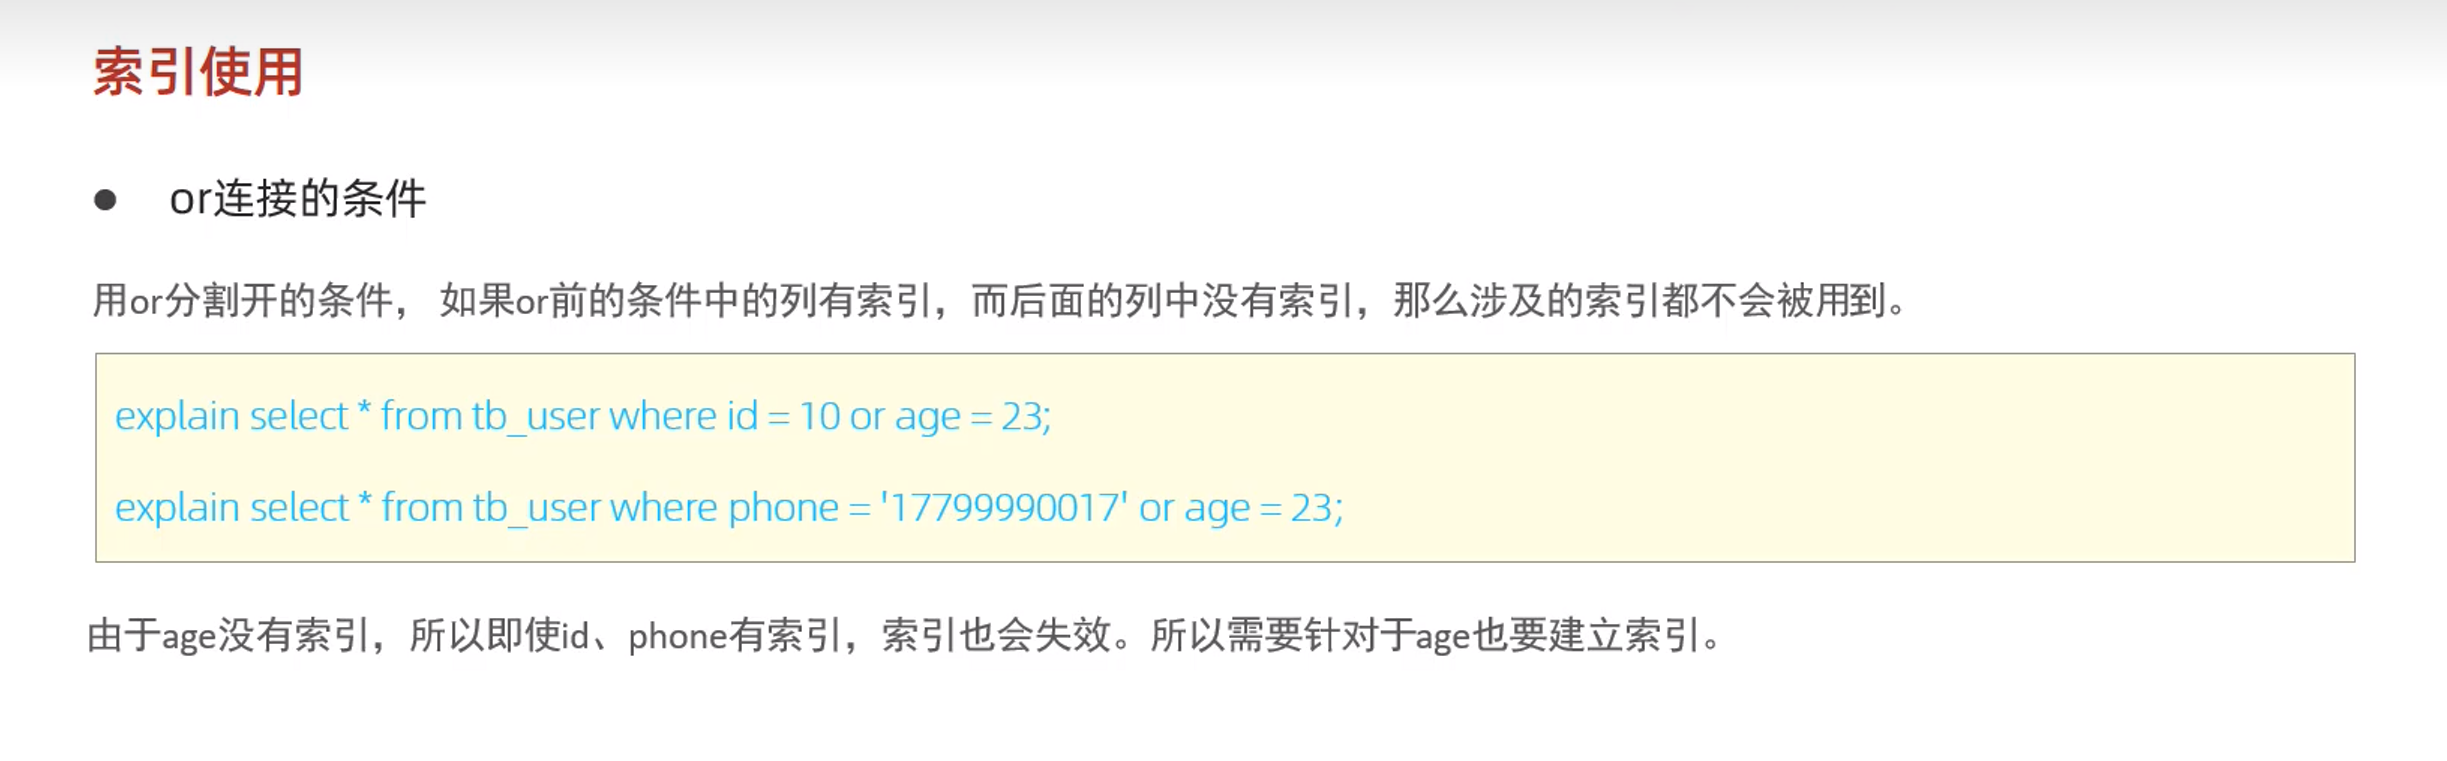 索引使用
● or连接的条件
用or分割开的条件， 如果or前的条件中的列有索引，而后面的列中没有索引，那么涉及的索引都不会被用到。
explain select * from tb_user where id = 10 or age = 23;
explain select * from tb_user where phone = '17799990017' or age = 23;
由于age没有索引，所以即使id、phone有索引，索引也会失效。所以需要针对于age也要建立索引。